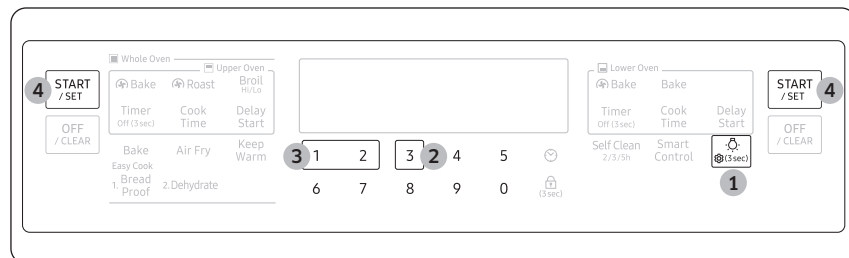 Whole Oven
Upper Oven
Lower Oven
4 START / SET
Bake Roast Broil Hi/Lo
Bake Bake
START / SET 4
Timer Off (3 sec) Cook Time Delay Start
Timer Off (3 sec) Cook Time Delay Start
OFF / CLEAR
OFF / CLEAR
Bake Air Fry Keep Warm
3 1 2 3 2 4 5
Self Clean 2/3/5h Smart Control (3 sec)
Easy Cook
1. Bread Proof 2. Dehydrate
6 7 8 9 0 (3 sec)
1